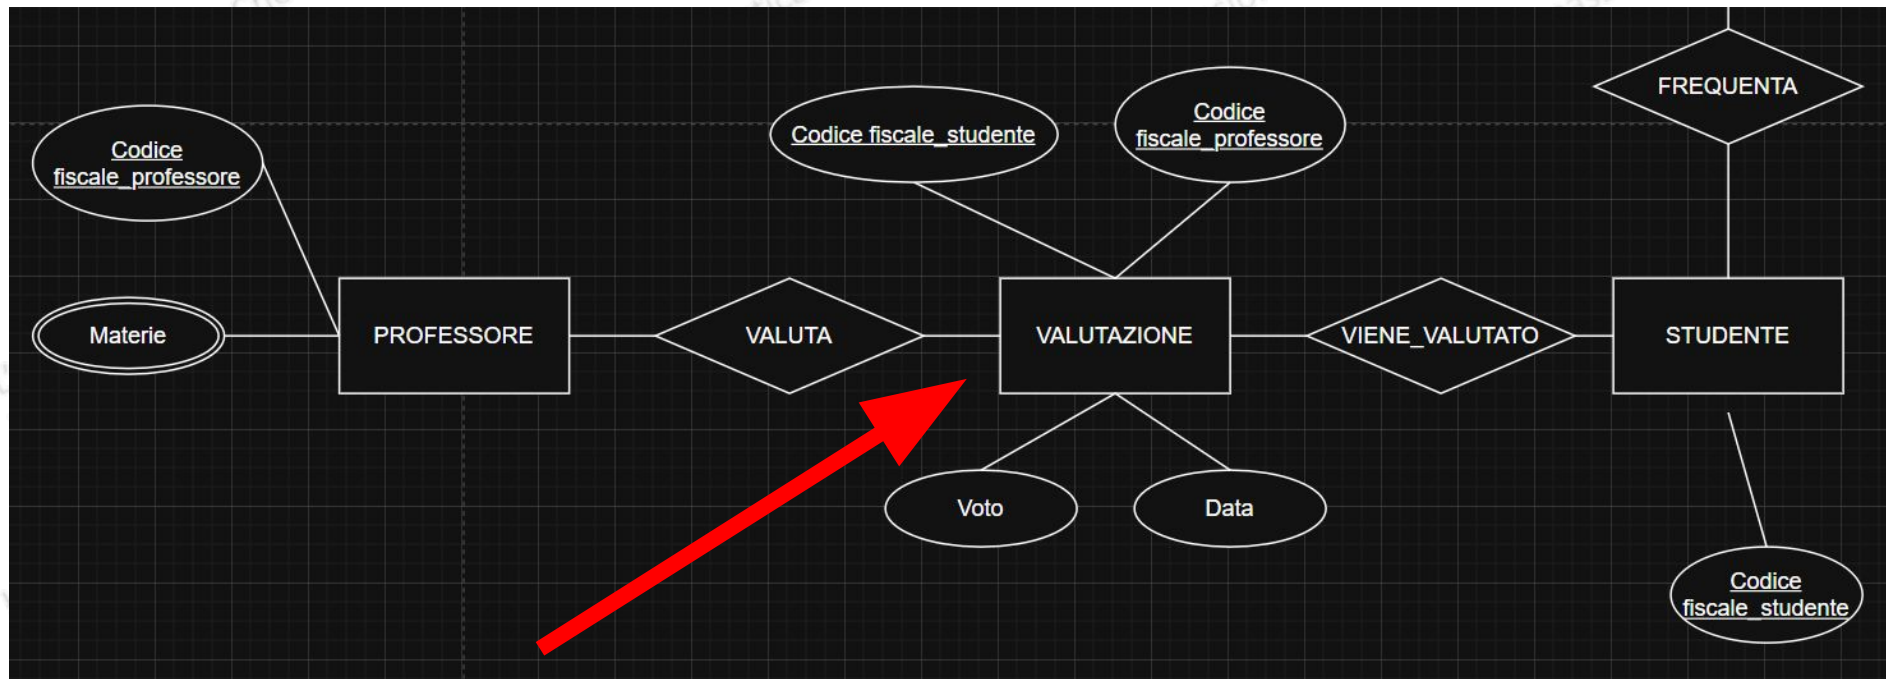 FREQUENTA
Codice
fiscale_professore
Codice fiscale_studente
Codice
fiscale_professore
Materie
PROFESSORE
VALUTA
VALUTAZIONE
VIENE_VALUTATO
STUDENTE
Voto
Data
Codice
fiscale_studente